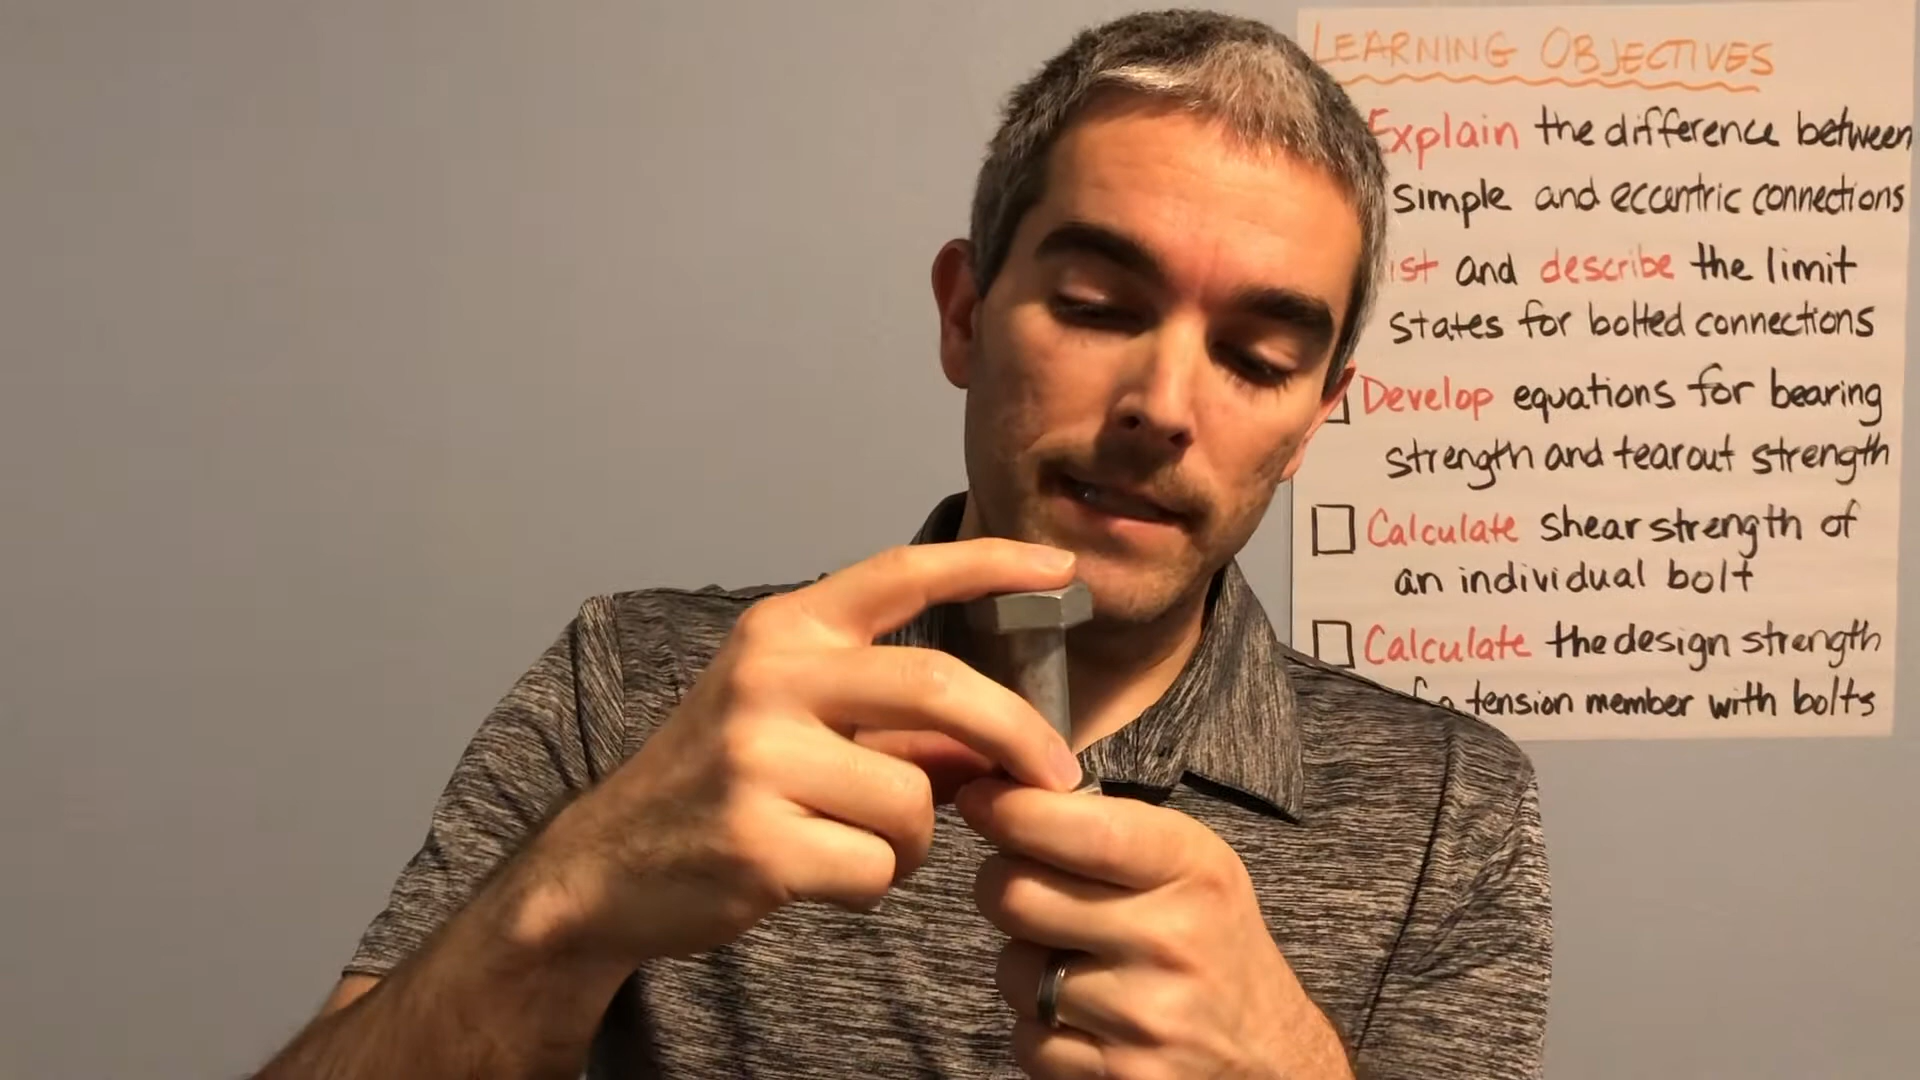 LEARNING OBJECTIVES
Explain the difference between
simple and eccentric connections
and describe the limit
states for bolted connections
Develop equations for bearing
strength and tearout strength
Calculate shear strength of
an individual bolt
Calculate the design strength
tension member with bolts